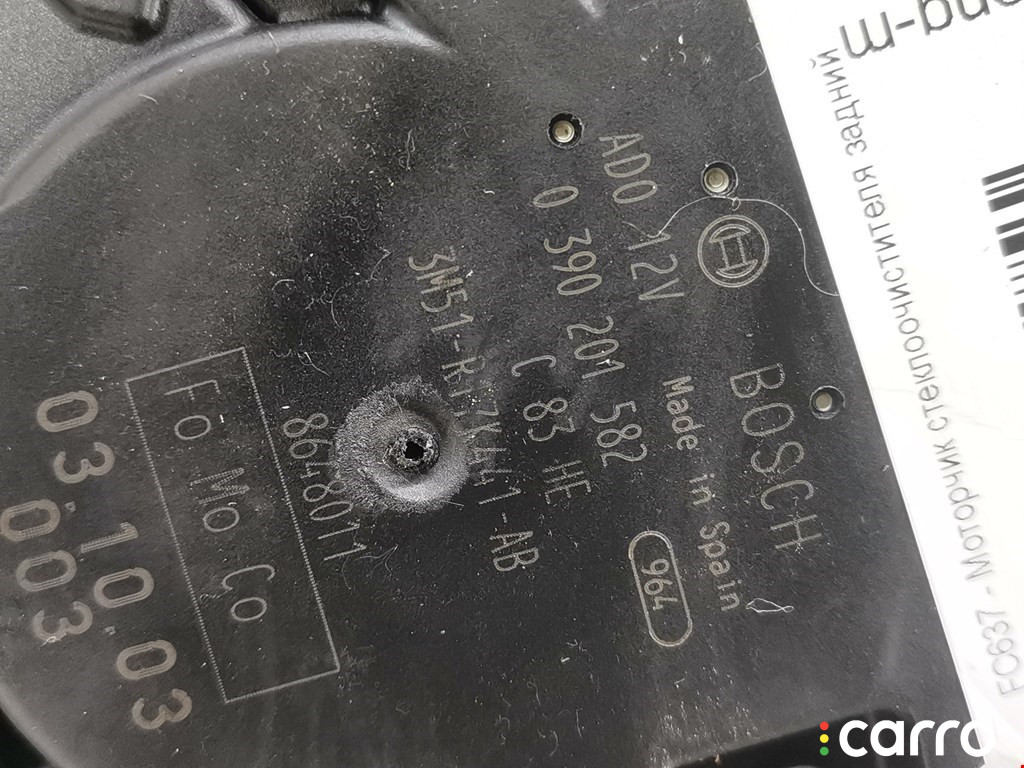 BOSCH
Made in Spain
964
AD0 12V
0 390 201 582
C 83 HE
3M51-R17K441-AB
8648011
Fo Mo Co
03.10.03
003
FC637 - Моторчик стеклоочистителя задний
carro